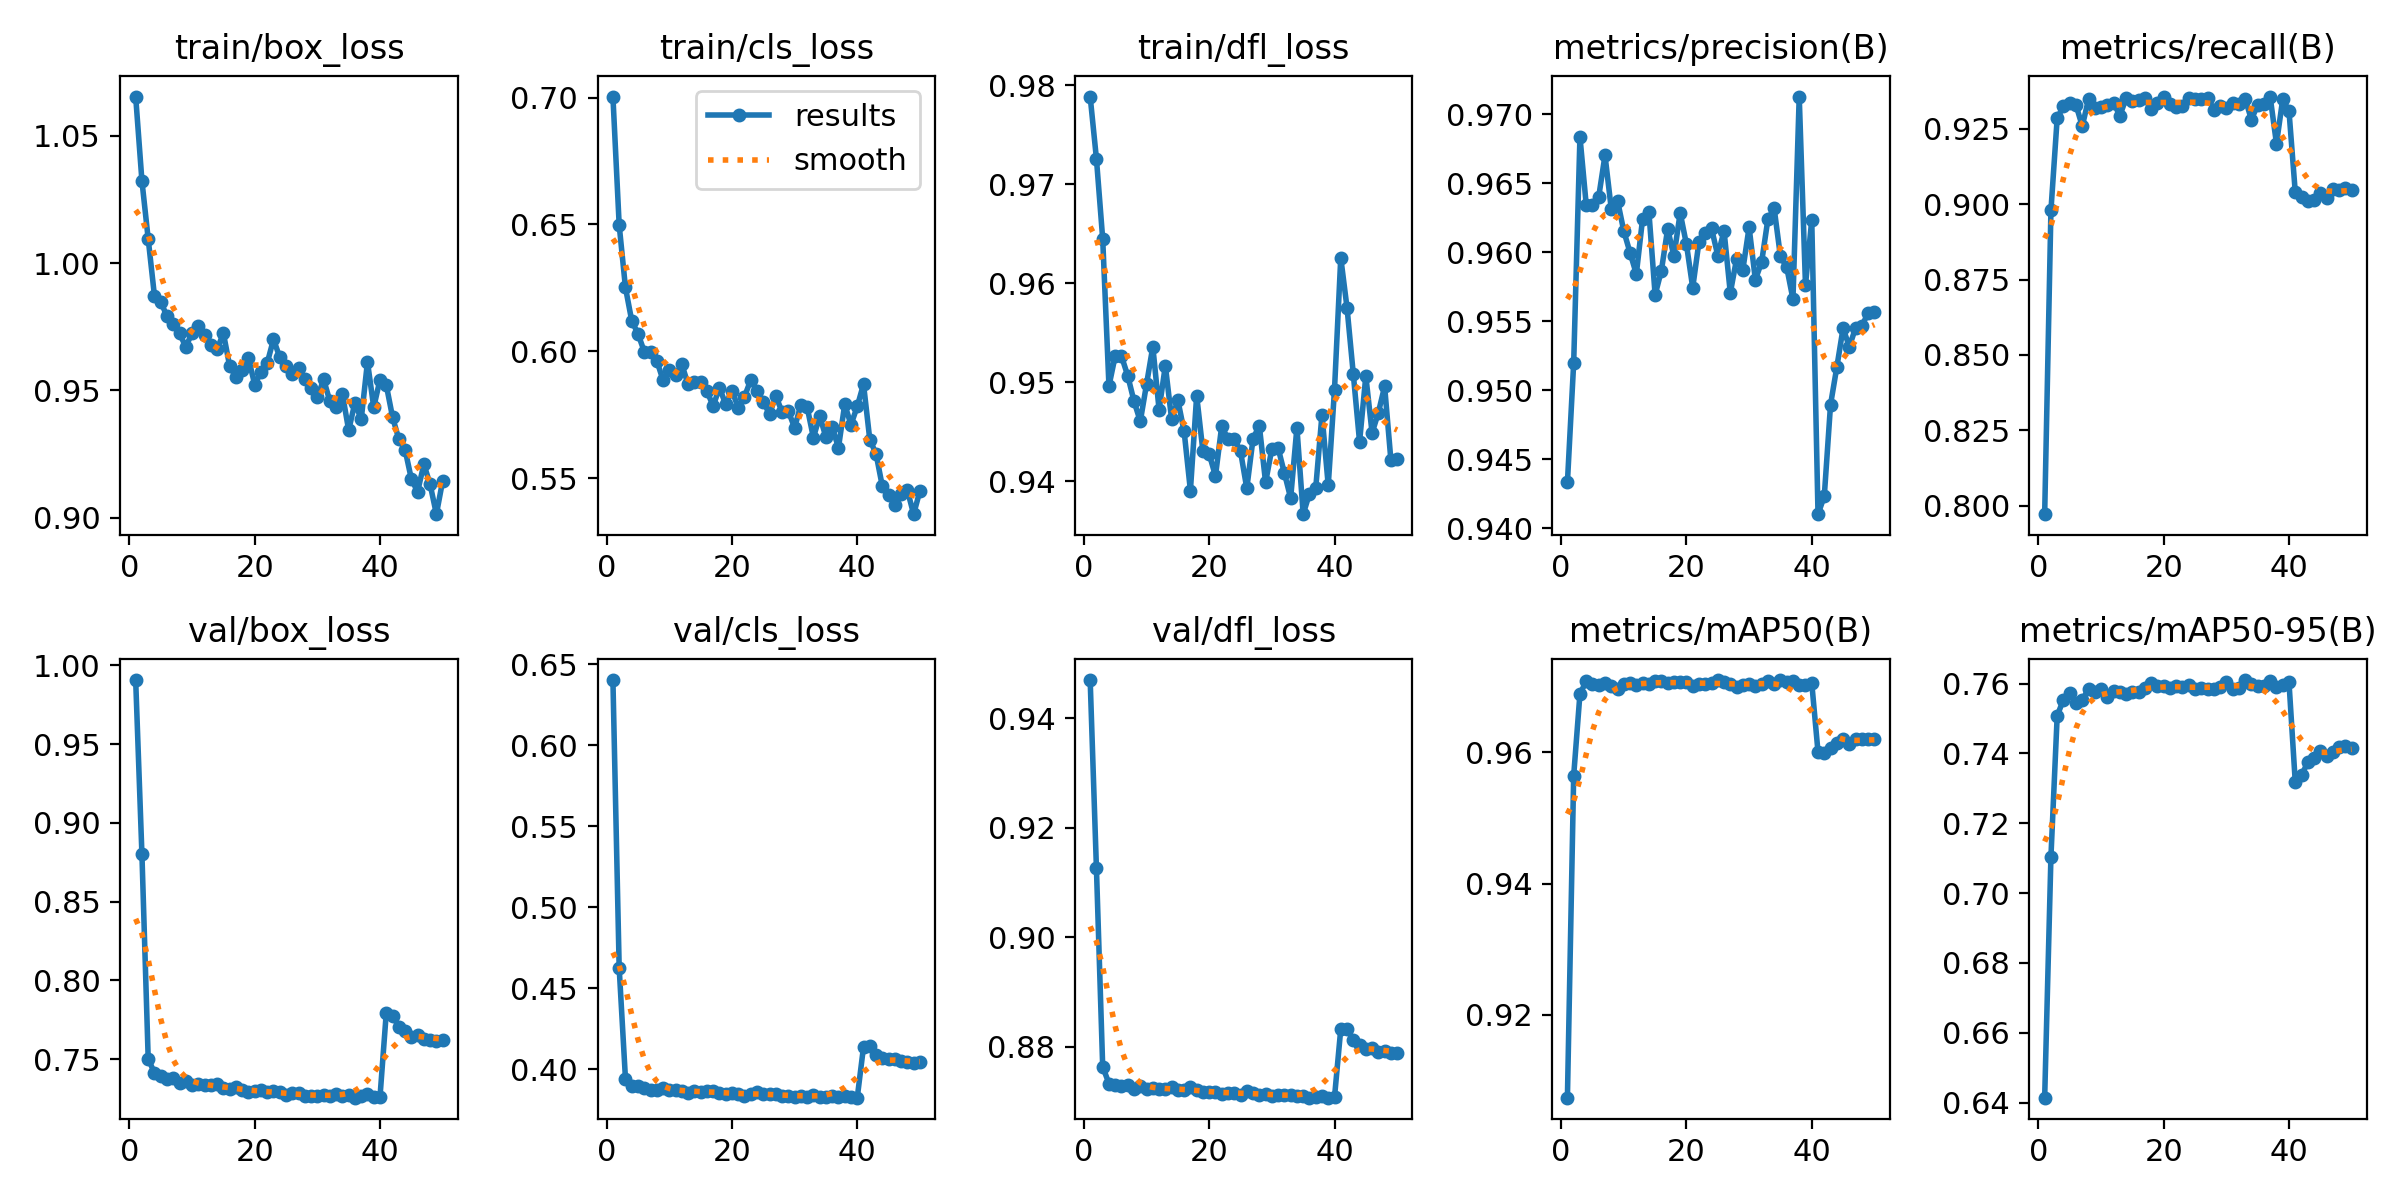 train/box_loss
1.05
1.00
0.95
0.90
0 20 40
train/cls_loss
results
smooth
0.70
0.65
0.60
0.55
0 20 40
train/dfl_loss
0.98
0.97
0.96
0.95
0.94
0 20 40
metrics/precision(B)
0.970
0.965
0.960
0.955
0.950
0.945
0.940
0 20 40
metrics/recall(B)
0.925
0.900
0.875
0.850
0.825
0.800
0 20 40
val/box_loss
1.00
0.95
0.90
0.85
0.80
0.75
0 20 40
val/cls_loss
0.65
0.60
0.55
0.50
0.45
0.40
0 20 40
val/dfl_loss
0.94
0.92
0.90
0.88
0 20 40
metrics/mAP50(B)
0.96
0.94
0.92
0 20 40
metrics/mAP50-95(B)
0.76
0.74
0.72
0.70
0.68
0.66
0.64
0 20 40